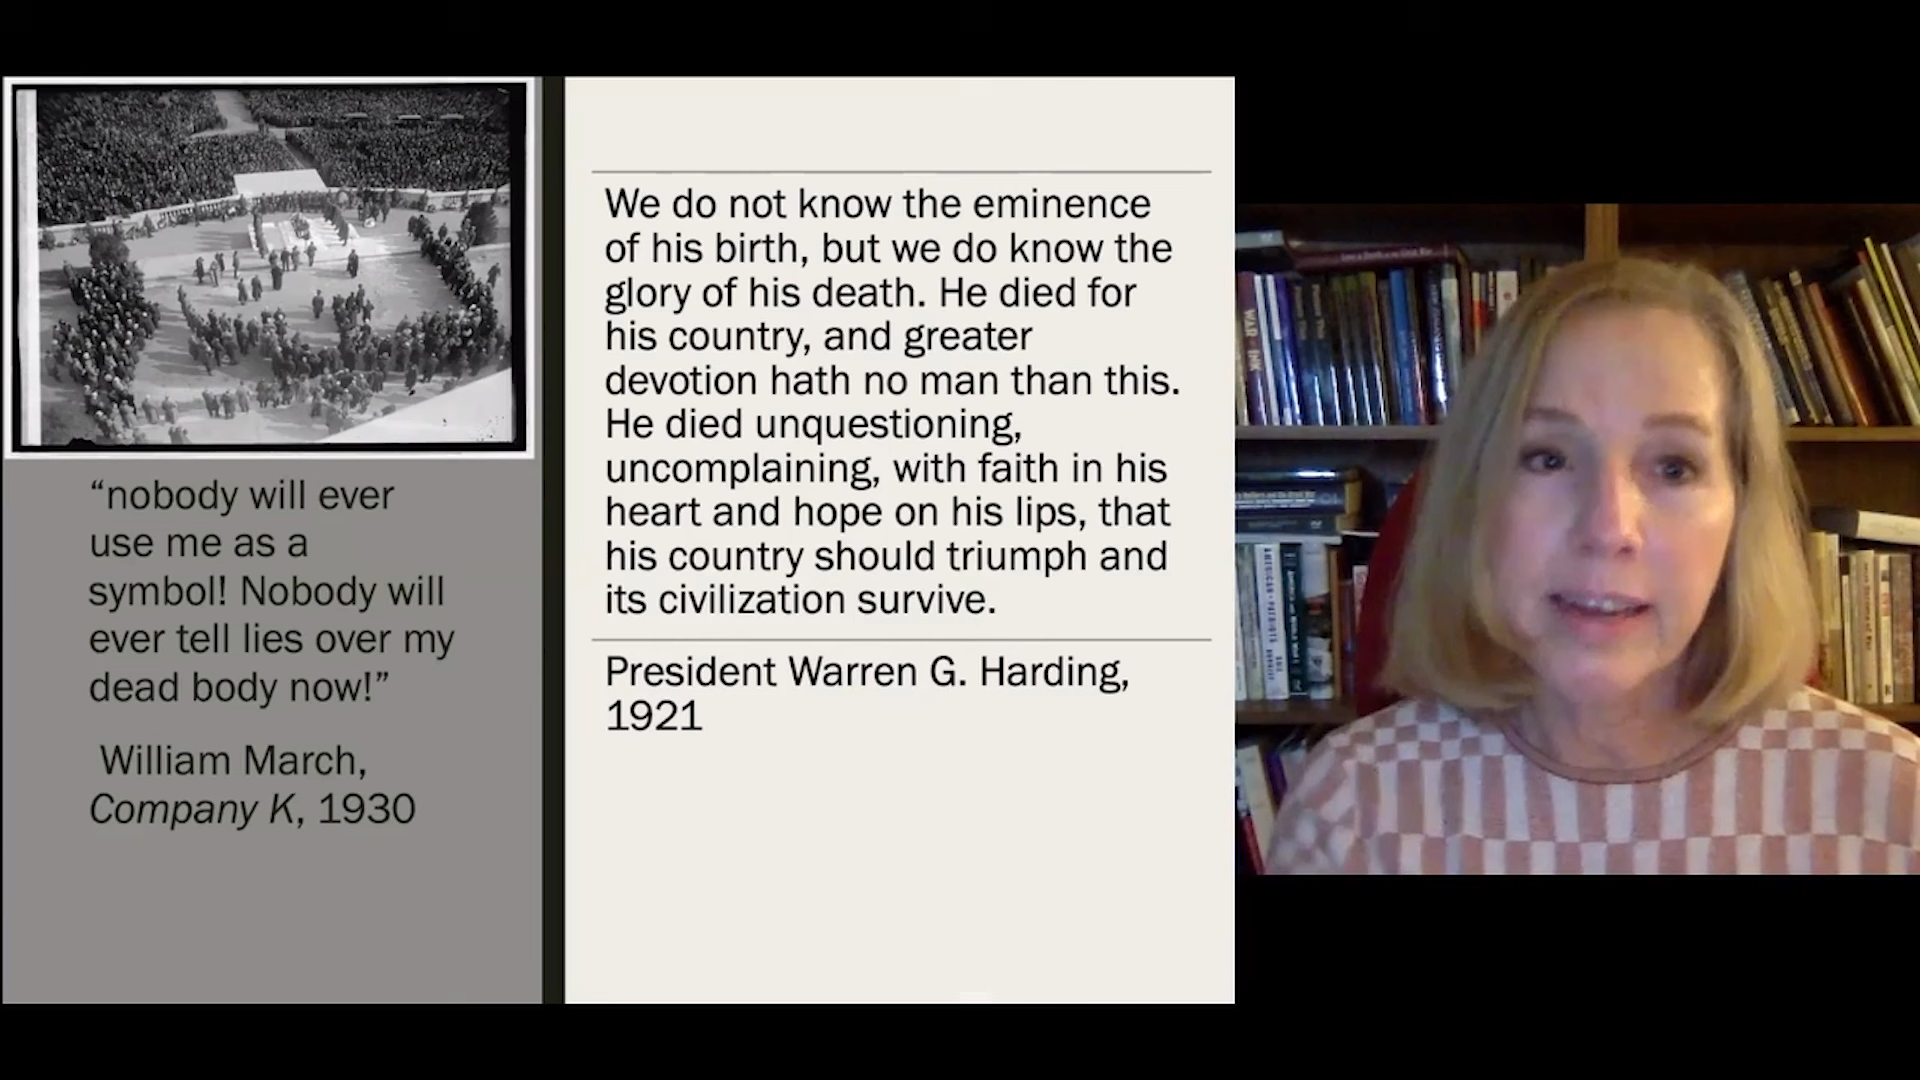 “nobody will ever
use me as a
symbol! Nobody will
ever tell lies over my
dead body now!”
William March,
Company K, 1930
We do not know the eminence
of his birth, but we do know the
glory of his death. He died for
his country, and greater
devotion hath no man than this.
He died unquestioning,
uncomplaining, with faith in his
heart and hope on his lips, that
his country should triumph and
its civilization survive.
President Warren G. Harding,
1921
WAR INK